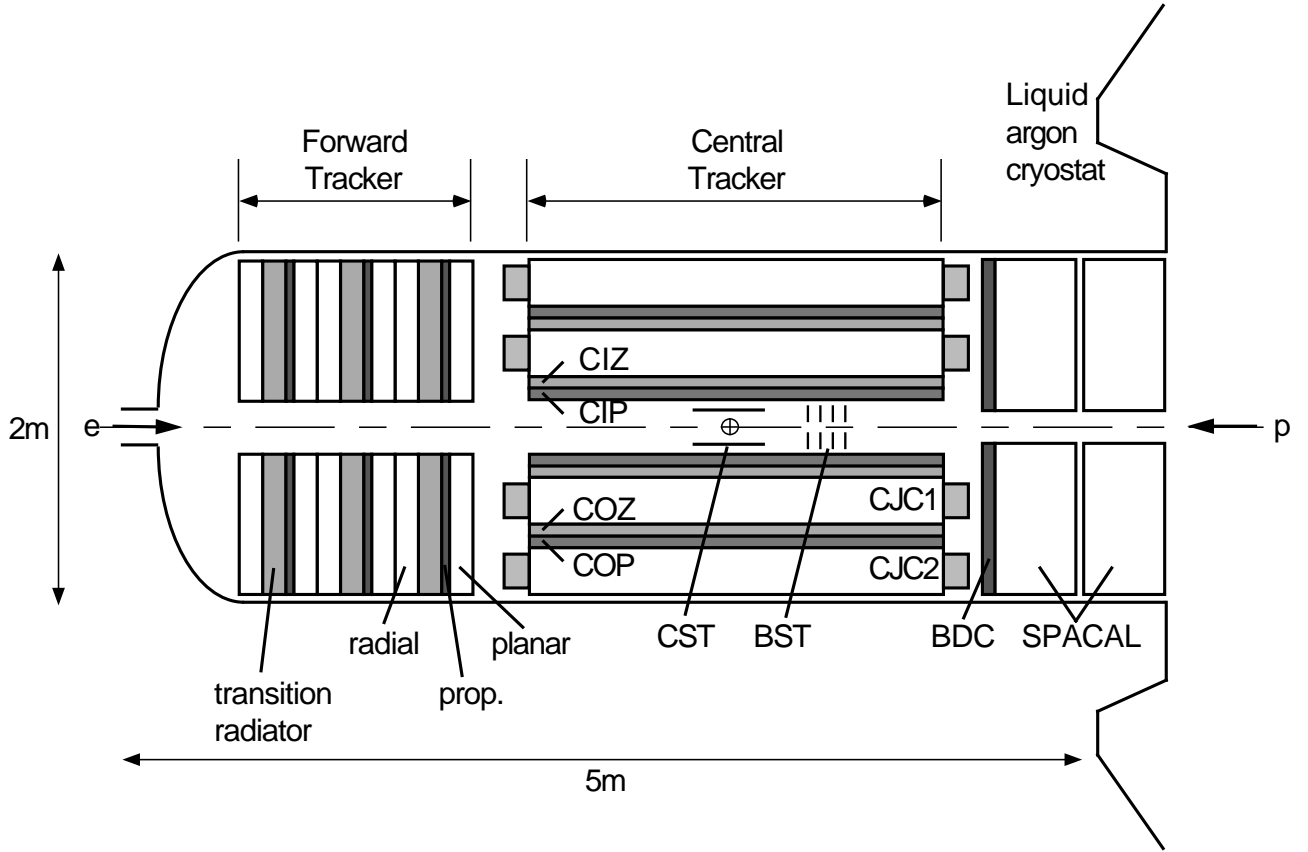 Liquid
argon
cryostat
Forward
Tracker
Central
Tracker
CIZ
CIP
2m
e
p
COZ
COP
CJC1
CJC2
radial
planar
CST
BST
BDC
SPACAL
transition
radiator
prop.
5m